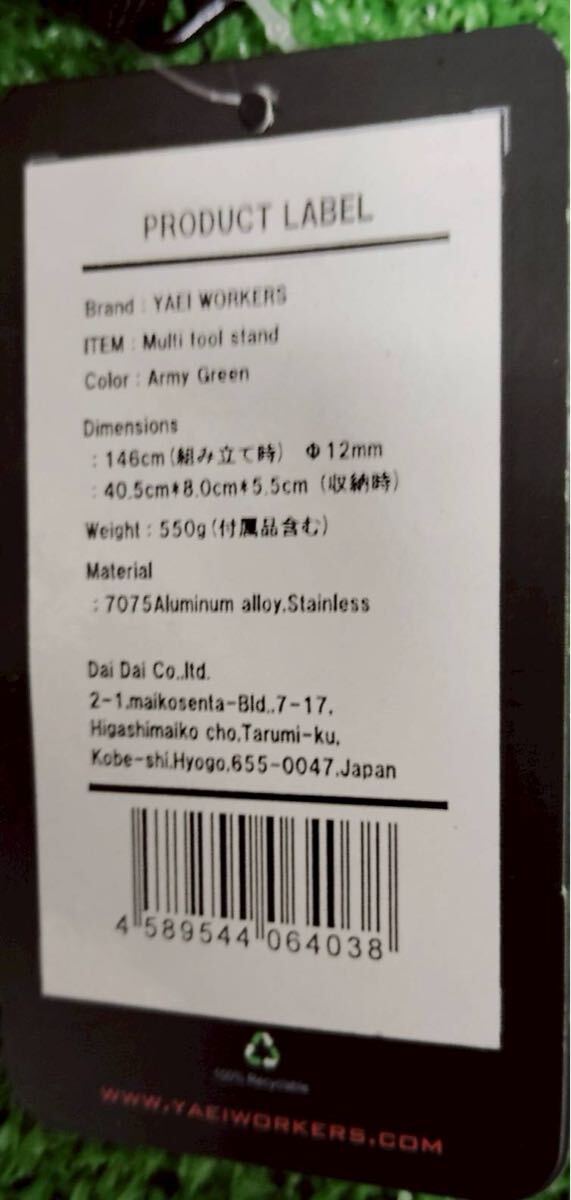 PRODUCT LABEL
Brand : YAEI WORKERS
ITEM : Multi tool stand
Color : Army Green
Dimensions
: 146cm(組み立て時) Φ12mm
: 40.5cm*8.0cm*5.5cm (収納時)
Weight : 550g(付属品含む)
Material
: 7075Aluminum alloy.Stainless
Dai Dai Co.,ltd.
2-1.maikosenta-Bld.,7-17,
Higashimaiko cho,Tarumi-ku,
Kobe-shi,Hyogo,655-0047,Japan
4 589544 064038
100% Recyclable
WWW.YAEIWORKERS.COM